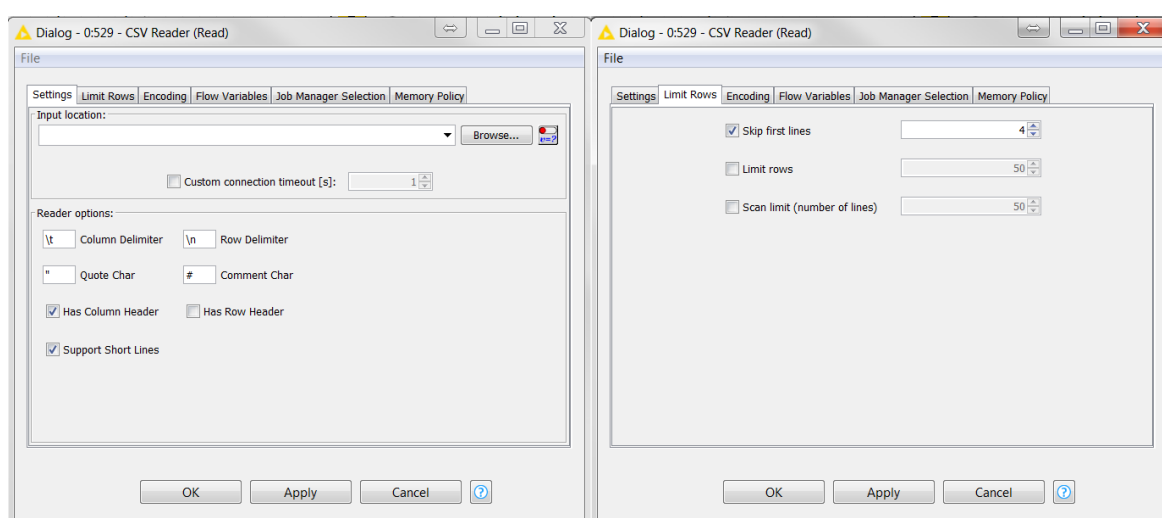 Dialog - 0:529 - CSV Reader (Read)
File
Settings Limit Rows Encoding Flow Variables Job Manager Selection Memory Policy
Input location:
Browse...
v=?
Custom connection timeout [s]: 1
Reader options:
\t Column Delimiter \n Row Delimiter
" Quote Char # Comment Char
Has Column Header Has Row Header
Support Short Lines
OK Apply Cancel ?
Dialog - 0:529 - CSV Reader (Read)
File
Settings Limit Rows Encoding Flow Variables Job Manager Selection Memory Policy
Skip first lines 4
Limit rows 50
Scan limit (number of lines) 50
OK Apply Cancel ?